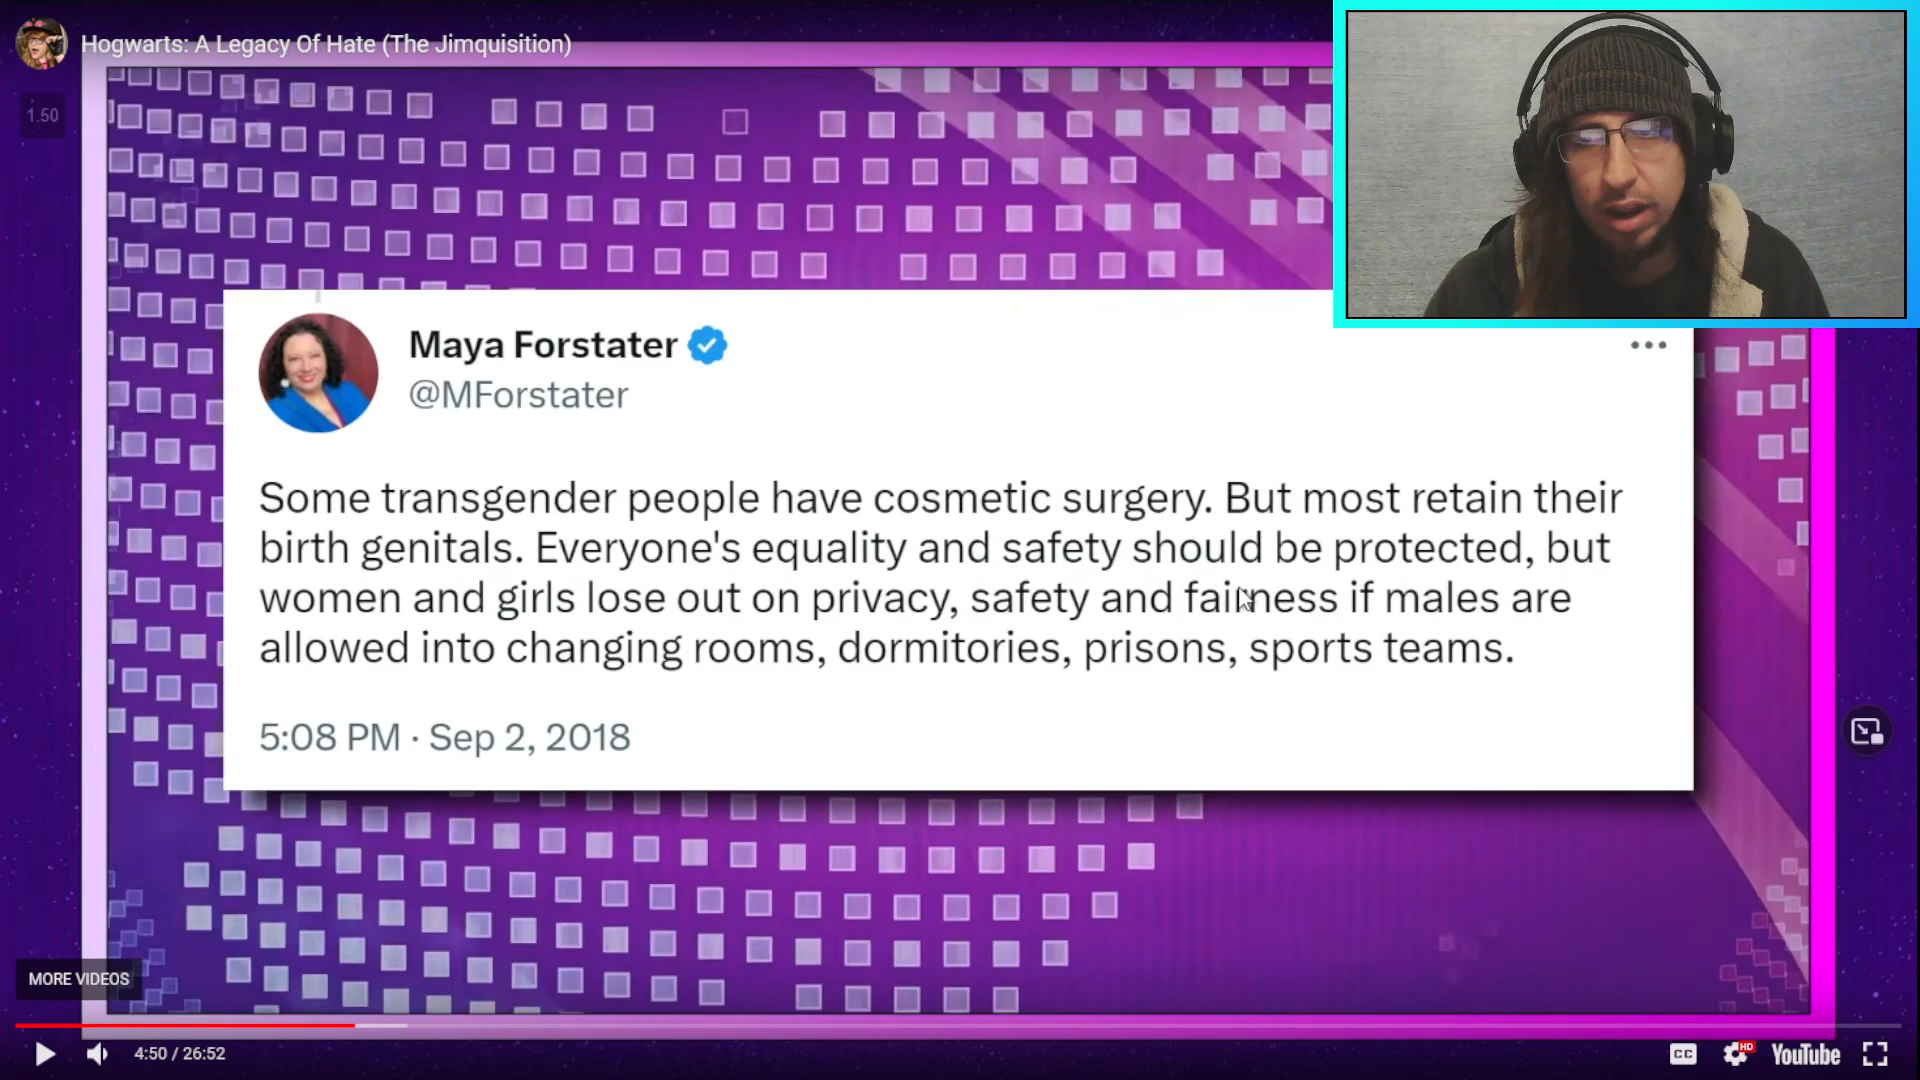 Hogwarts: A Legacy Of Hate (The Jimquisition)
1.50
Maya Forstater
@MForstater
Some transgender people have cosmetic surgery. But most retain their
birth genitals. Everyone's equality and safety should be protected, but
women and girls lose out on privacy, safety and fairness if males are
allowed into changing rooms, dormitories, prisons, sports teams.
5:08 PM · Sep 2, 2018
MORE VIDEOS
4:50 / 26:52
CC
HD
YouTube